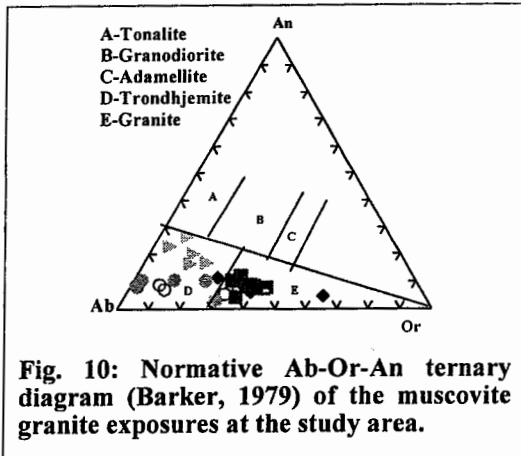 An
A-Tonalite
B-Granodiorite
C-Adamellite
D-Trondhjemite
E-Granite
A
B
C
D
E
Ab
Or
Fig. 10: Normative Ab-Or-An ternary
diagram (Barker, 1979) of the muscovite
granite exposures at the study area.